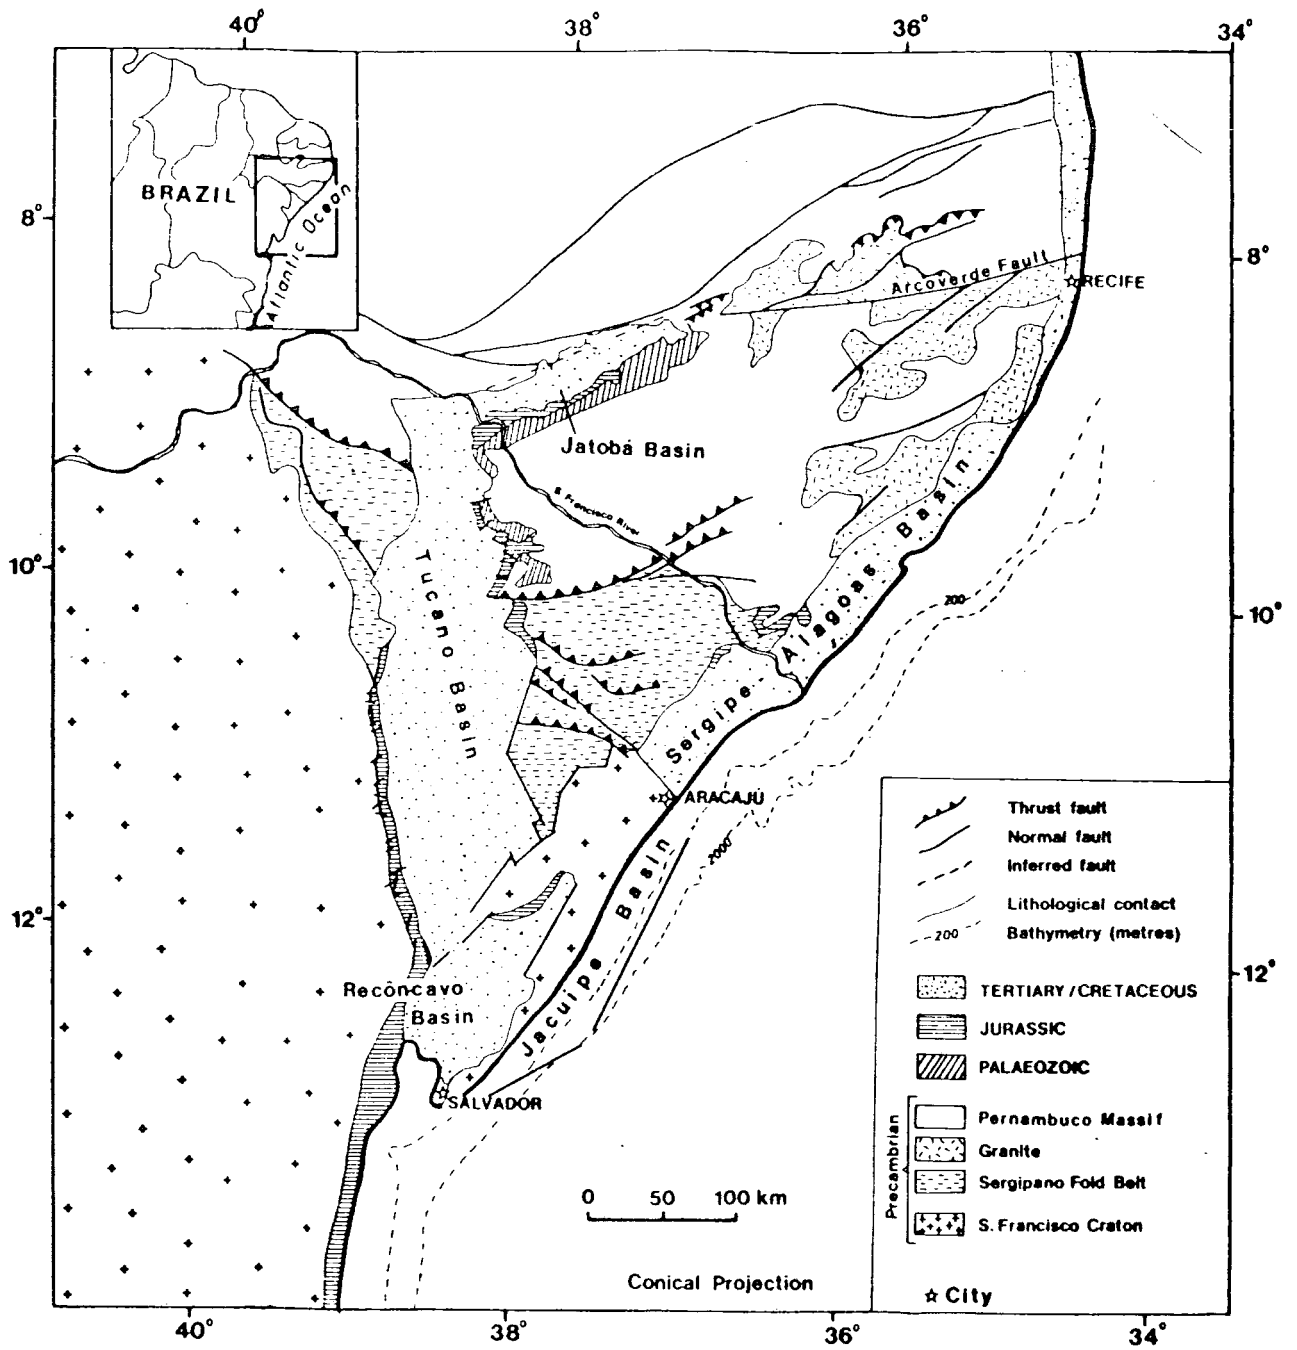 40° 38° 36° 34°
BRAZIL
Atlantic Ocean
8°
8°
Arcoverde Fault
RECIFE
Jatobá Basin
S. Francisco River
10°
10°
Tucano Basin
Sergipe - Alagoas Basin
200
ARACAJÚ
2000
Jacuipe Basin
12°
12°
Recôncavo
Basin
SALVADOR
0 50 100 km
Conical Projection
Thrust fault
Normal fault
Inferred fault
Lithological contact
200 Bathymetry (metres)
TERTIARY/CRETACEOUS
JURASSIC
PALAEOZOIC
Precambrian
Pernambuco Massif
Granite
Sergipano Fold Belt
S. Francisco Craton
City
40° 38° 36° 34°